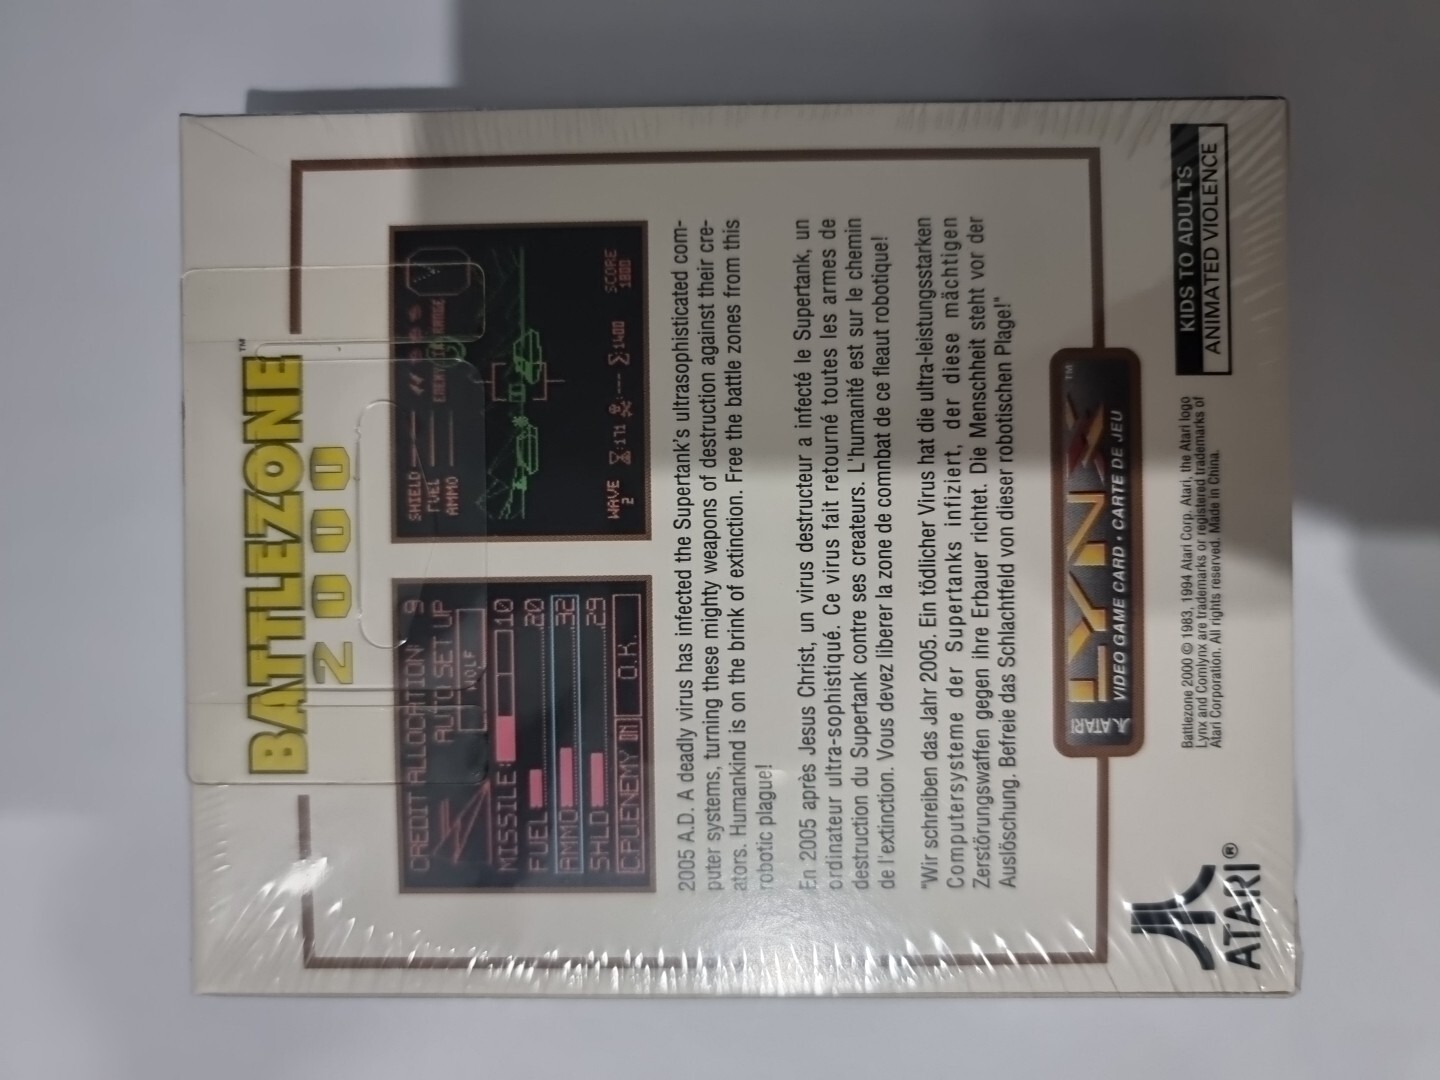 BATTLEZONE™
2000
CREDIT ALLOCATION 9
AUTO SET UP
WOLF
MISSILE 10
FUEL 20
AMMO 32
SHLD 29
CPU ENEMY ON O.K.
SHIELD
FUEL
AMMO
ENEMY IN RANGE
WAVE
2
:171
:---
Σ:1400
SCORE
1800
2005 A.D. A deadly virus has infected the Supertank's ultrasophisticated com-
puter systems, turning these mighty weapons of destruction against their cre-
ators. Humankind is on the brink of extinction. Free the battle zones from this
robotic plague!
En 2005 après Jesus Christ, un virus destructeur a infecté le Supertank, un
ordinateur ultra-sophistiqué. Ce virus fait retourné toutes les armes de
destruction du Supertank contre ses createurs. L'humanité est sur le chemin
de l'extinction. Vous devez liberer la zone de commbat de ce fleaut robotique!
"Wir schreiben das Jahr 2005. Ein tödlicher Virus hat die ultra-leistungsstarken
Computersysteme der Supertanks infiziert, der diese mächtigen
Zerstörungswaffen gegen ihre Erbauer richtet. Die Menschheit steht vor der
Auslöschung. Befreie das Schlachtfeld von dieser robotischen Plage!"
ATARI
LYNX™
VIDEO GAME CARD • CARTE DE JEU
ATARI®
Battlezone 2000 © 1983, 1994 Atari Corp. Atari, the Atari logo
Lynx and Comlynx are trademarks or registered trademarks of
Atari Corporation. All rights reserved. Made in China.
KIDS TO ADULTS
ANIMATED VIOLENCE